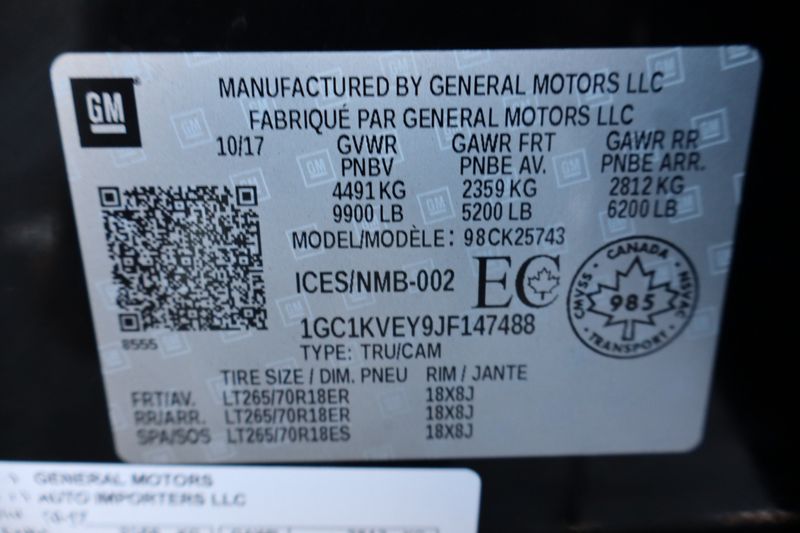 GM
MANUFACTURED BY GENERAL MOTORS LLC
FABRIQUÉ PAR GENERAL MOTORS LLC
10/17 GVWR GAWR FRT GAWR RR
PNBV PNBE AV. PNBE ARR.
4491 KG 2359 KG 2812 KG
9900 LB 5200 LB 6200 LB
MODEL/MODÈLE: 98CK25743
ICES/NMB-002 EC
CANADA
CMVSS 985 NSVAC
TRANSPORT
8555
1GC1KVEY9JF147488
TYPE: TRU/CAM
TIRE SIZE / DIM. PNEU RIM / JANTE
FRT/AV. LT265/70R18ER 18X8J
RR/ARR. LT265/70R18ER 18X8J
SPA/SOS LT265/70R18ES 18X8J
GENERAL MOTORS
AUTO IMPORTERS LLC